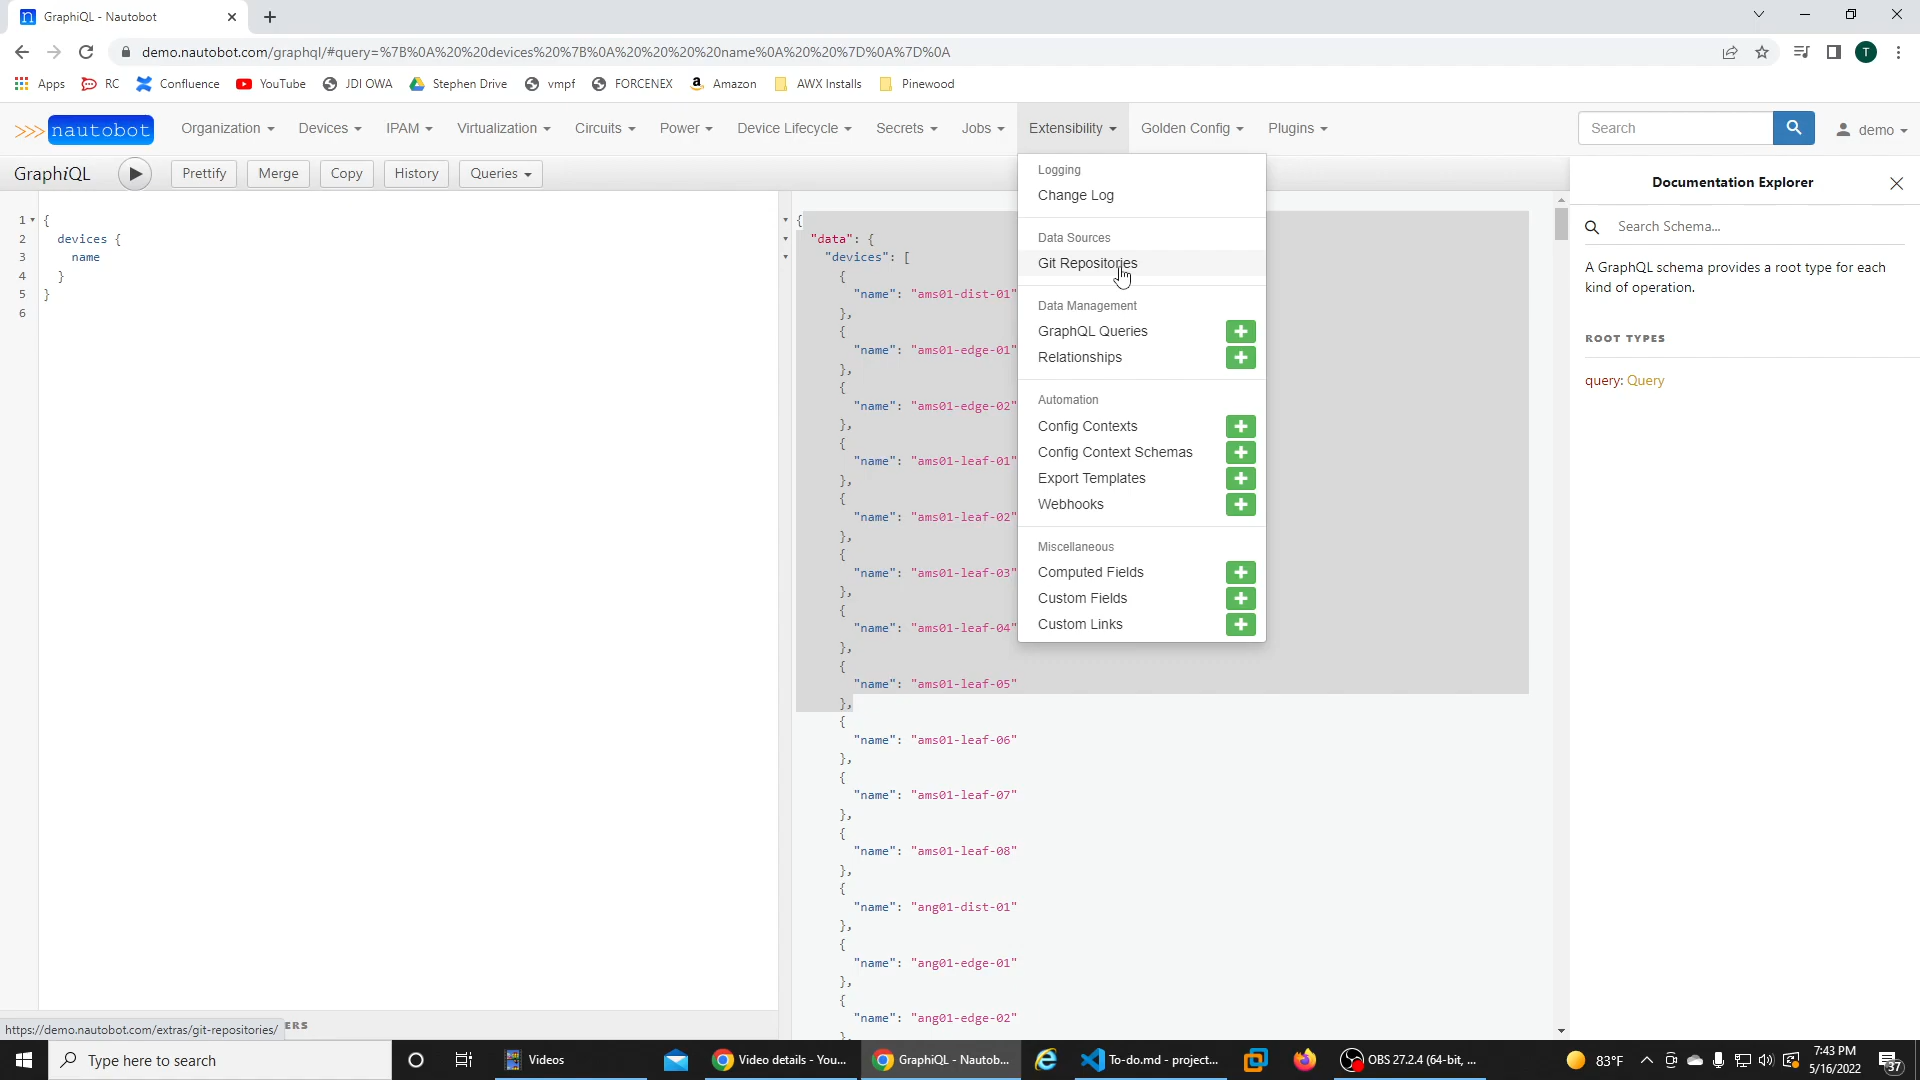 GraphiQL - Nautobot
demo.nautobot.com/graphql/#query=%7B%0A%20%20devices%20%7B%0A%20%20%20%20name%0A%20%20%7D%0A%7D%0A
T
Apps RC Confluence YouTube JDI OWA Stephen Drive vmpf FORCENEX Amazon AWX Installs Pinewood
nautobot Organization Devices IPAM Virtualization Circuits Power Device Lifecycle Secrets Jobs Extensibility Golden Config Plugins Search demo
GraphiQL Prettify Merge Copy History Queries
1 {
2 devices {
3 name
4 }
5 }
6
{
"data": {
"devices": [
{
"name": "ams01-dist-01"
},
{
"name": "ams01-edge-01"
},
{
"name": "ams01-edge-02"
},
{
"name": "ams01-leaf-01"
},
{
"name": "ams01-leaf-02"
},
{
"name": "ams01-leaf-03"
},
{
"name": "ams01-leaf-04"
},
{
"name": "ams01-leaf-05"
},
{
"name": "ams01-leaf-06"
},
{
"name": "ams01-leaf-07"
},
{
"name": "ams01-leaf-08"
},
{
"name": "ang01-dist-01"
},
{
"name": "ang01-edge-01"
},
{
"name": "ang01-edge-02"
Logging
Change Log
Data Sources
Git Repositories
Data Management
GraphQL Queries
Relationships
Automation
Config Contexts
Config Context Schemas
Export Templates
Webhooks
Miscellaneous
Computed Fields
Custom Fields
Custom Links
Documentation Explorer
Search Schema...
A GraphQL schema provides a root type for each
kind of operation.
ROOT TYPES
query: Query
https://demo.nautobot.com/extras/git-repositories/ ERS
Type here to search Videos Video details - You... GraphiQL - Nautob... To-do.md - project... OBS 27.2.4 (64-bit, ... 83°F
7:43 PM
5/16/2022
37